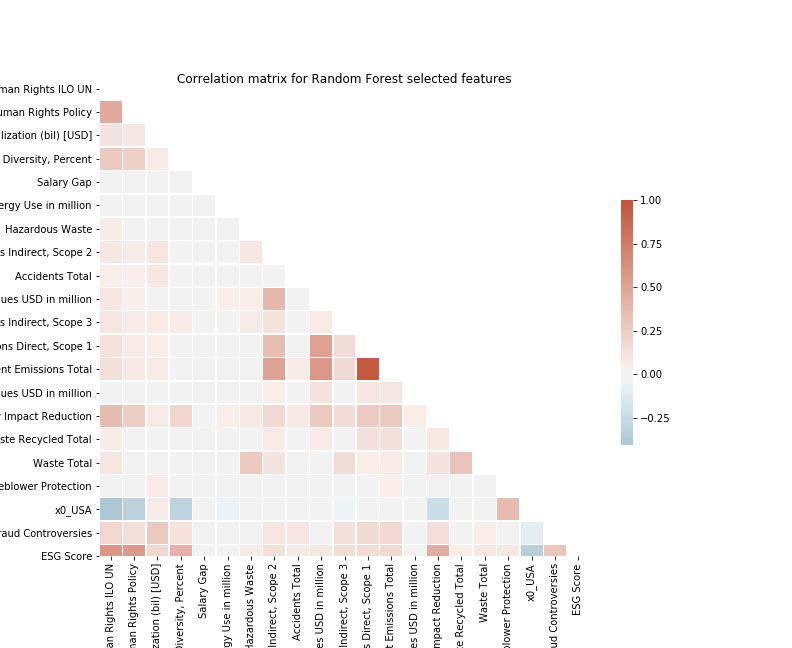 Correlation matrix for Random Forest selected features
man Rights ILO UN
uman Rights Policy
lization (bil) [USD]
Diversity, Percent
Salary Gap
ergy Use in million
Hazardous Waste
s Indirect, Scope 2
Accidents Total
ues USD in million
s Indirect, Scope 3
ons Direct, Scope 1
ent Emissions Total
ues USD in million
Impact Reduction
ste Recycled Total
Waste Total
eblower Protection
x0_USA
raud Controversies
ESG Score
an Rights ILO UN
man Rights Policy
zation (bil) [USD]
Diversity, Percent
Salary Gap
gy Use in million
Hazardous Waste
Indirect, Scope 2
Accidents Total
es USD in million
Indirect, Scope 3
s Direct, Scope 1
t Emissions Total
es USD in million
mpact Reduction
e Recycled Total
Waste Total
blower Protection
x0_USA
ud Controversies
ESG Score
1.00
0.75
0.50
0.25
0.00
−0.25